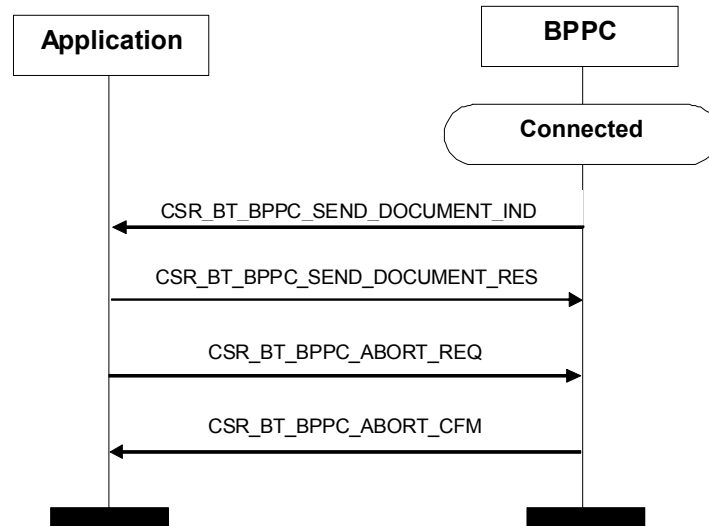 Application
BPPC
Connected
CSR_BT_BPPC_SEND_DOCUMENT_IND
CSR_BT_BPPC_SEND_DOCUMENT_RES
CSR_BT_BPPC_ABORT_REQ
CSR_BT_BPPC_ABORT_CFM